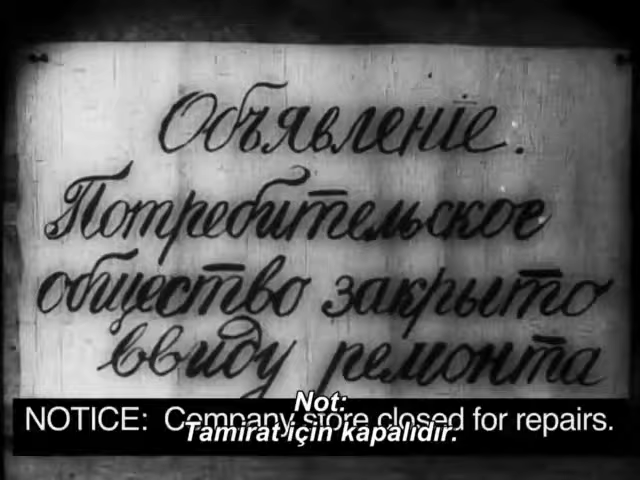 Объявленіе.
Потребительское
общество закрыто
ввиду ремонта
NOTICE: Company store closed for repairs.
Not:
Tamirat için kapalıdır.